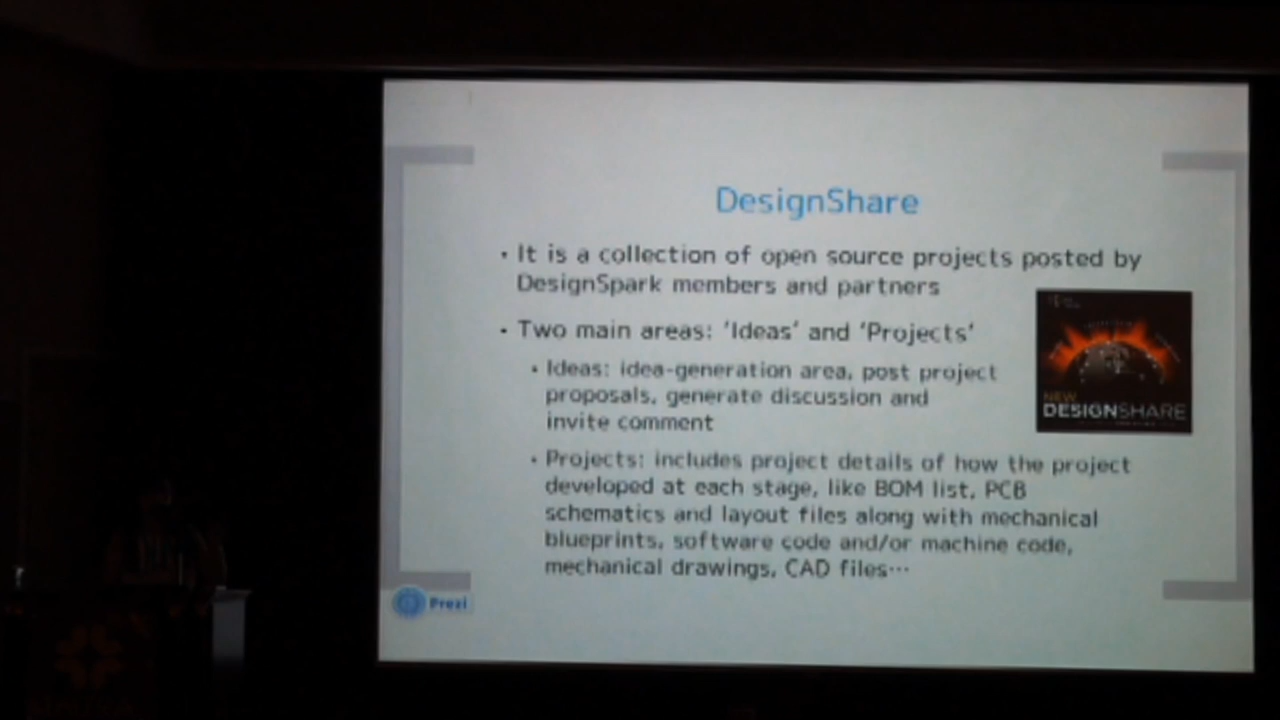 DesignShare
• It is a collection of open source projects posted by
DesignSpark members and partners
• Two main areas: ‘Ideas’ and ‘Projects’
• Ideas: idea-generation area, post project
proposals, generate discussion and
invite comment
NEW
DESIGNSHARE
• Projects: includes project details of how the project
developed at each stage, like BOM list, PCB
schematics and layout files along with mechanical
blueprints, software code and/or machine code,
mechanical drawings, CAD files…
Prezi